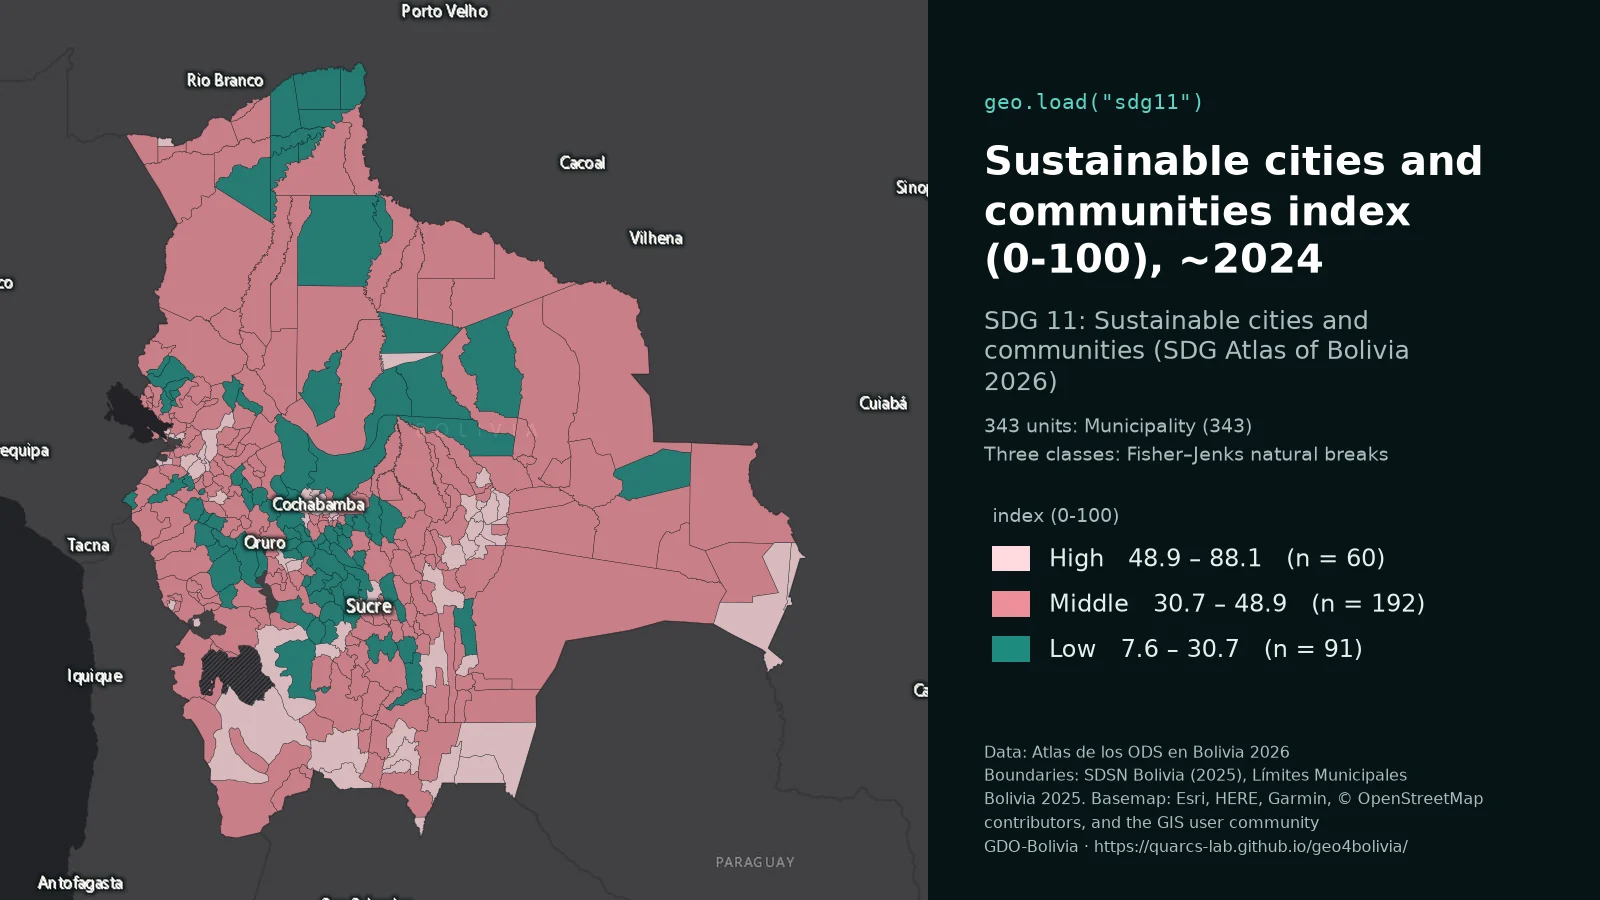 Porto Velho
Rio Branco
Cacoal
Vilhena
co
Cuiabá
equipa
BOLIVIA
Cochabamba
Tacna
Oruro
Sucre
Iquique
PARAGUAY
Antofagasta
geo.load("sdg11")
Sustainable cities and
communities index
(0-100), ~2024
SDG 11: Sustainable cities and
communities (SDG Atlas of Bolivia
2026)
343 units: Municipality (343)
Three classes: Fisher–Jenks natural breaks
index (0-100)
High 48.9 – 88.1 (n = 60)
Middle 30.7 – 48.9 (n = 192)
Low 7.6 – 30.7 (n = 91)
Data: Atlas de los ODS en Bolivia 2026
Boundaries: SDSN Bolivia (2025), Límites Municipales
Bolivia 2025. Basemap: Esri, HERE, Garmin, © OpenStreetMap
contributors, and the GIS user community
GDO-Bolivia · https://quarcs-lab.github.io/geo4bolivia/